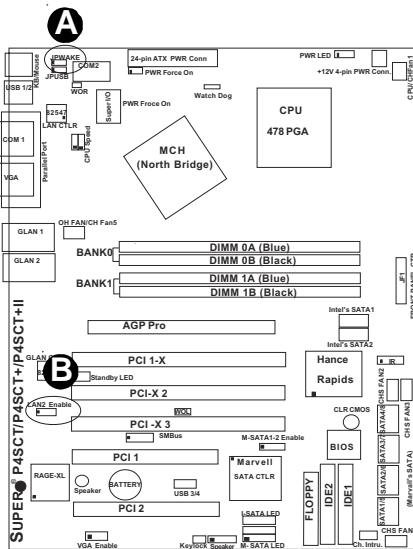 A
JPWAKE
JPUSB
KB/Mouse
COM2
24-pin ATX PWR Conn
PWR Force On
PWR LED
+12V 4-pin PWR Conn.
CPU/CHFan1
USB 1/2
WOR
Super I/O
PWR Froce On
Watch Dog
82547
LAN CTLR
CPU Speed
CPU
478 PGA
COM 1
Parallel Port
VGA
MCH
(North Bridge)
OH FAN/CH Fan5
GLAN 1
GLAN 2
BANK0
DIMM 0A (Blue)
DIMM 0B (Black)
BANK1
DIMM 1A (Blue)
DIMM 1B (Black)
JF1
FRONT PANEL CTR
Intel's SATA1
Intel's SATA2
AGP Pro
GLAN
PCI 1-X
B
Standby LED
Hance
Rapids
IR
PCI-X 2
LAN2 Enable
WOL
PCI -X 3
CHS FAN2
CHS FAN3
CLR CMOS
SMBus
M-SATA1-2 Enable
BIOS
SATA4/8
SATA3/7
SATA2/6
SATA1/5
(Marvell's SATA)
PCI 1
RAGE-XL
Speaker
BATTERY
USB 3/4
Marvell
SATA CTLR
FLOPPY
IDE2
IDE1
PCI 2
I-SATA LED
M- SATA LED
VGA Enable
Keylock
Speaker
Ch. Intru.
CHS FAN
SUPER® P4SCT/P4SCT+/P4SCT+II